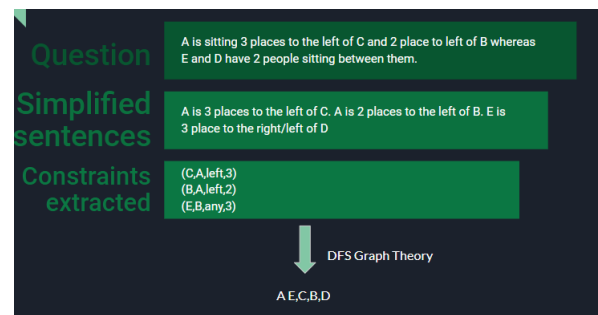 Question
A is sitting 3 places to the left of C and 2 place to left of B whereas
E and D have 2 people sitting between them.
Simplified
sentences
A is 3 places to the left of C. A is 2 places to the left of B. E is
3 place to the right/left of D
Constraints
extracted
(C,A,left,3)
(B,A,left,2)
(E,B,any,3)
DFS Graph Theory
A E,C,B,D